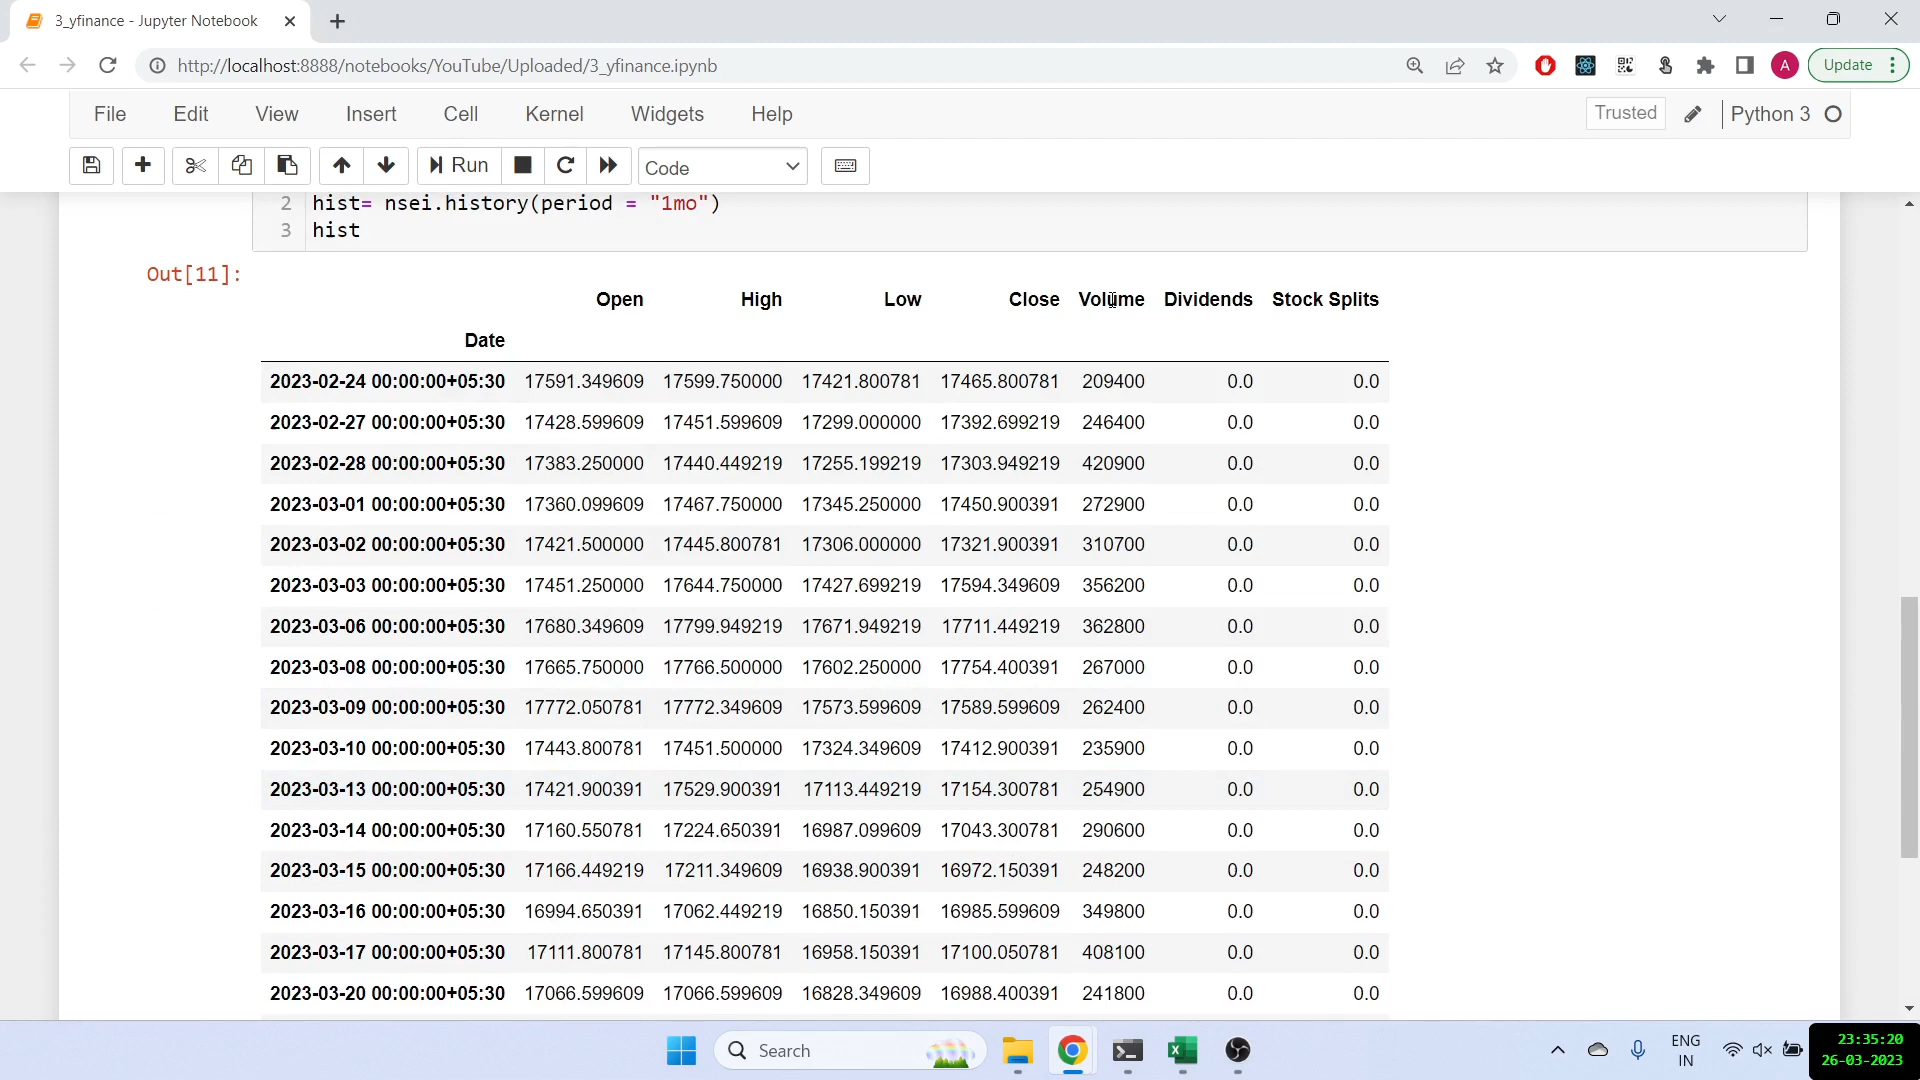 3_yfinance - Jupyter Notebook
http://localhost:8888/notebooks/YouTube/Uploaded/3_yfinance.ipynb
A
Update
File Edit View Insert Cell Kernel Widgets Help
Trusted
Python 3
Run
Code
2 hist= nsei.history(period = "1mo")
3 hist
Out[11]:
Open High Low Close Volume Dividends Stock Splits
Date
2023-02-24 00:00:00+05:30 17591.349609 17599.750000 17421.800781 17465.800781 209400 0.0 0.0
2023-02-27 00:00:00+05:30 17428.599609 17451.599609 17299.000000 17392.699219 246400 0.0 0.0
2023-02-28 00:00:00+05:30 17383.250000 17440.449219 17255.199219 17303.949219 420900 0.0 0.0
2023-03-01 00:00:00+05:30 17360.099609 17467.750000 17345.250000 17450.900391 272900 0.0 0.0
2023-03-02 00:00:00+05:30 17421.500000 17445.800781 17306.000000 17321.900391 310700 0.0 0.0
2023-03-03 00:00:00+05:30 17451.250000 17644.750000 17427.699219 17594.349609 356200 0.0 0.0
2023-03-06 00:00:00+05:30 17680.349609 17799.949219 17671.949219 17711.449219 362800 0.0 0.0
2023-03-08 00:00:00+05:30 17665.750000 17766.500000 17602.250000 17754.400391 267000 0.0 0.0
2023-03-09 00:00:00+05:30 17772.050781 17772.349609 17573.599609 17589.599609 262400 0.0 0.0
2023-03-10 00:00:00+05:30 17443.800781 17451.500000 17324.349609 17412.900391 235900 0.0 0.0
2023-03-13 00:00:00+05:30 17421.900391 17529.900391 17113.449219 17154.300781 254900 0.0 0.0
2023-03-14 00:00:00+05:30 17160.550781 17224.650391 16987.099609 17043.300781 290600 0.0 0.0
2023-03-15 00:00:00+05:30 17166.449219 17211.349609 16938.900391 16972.150391 248200 0.0 0.0
2023-03-16 00:00:00+05:30 16994.650391 17062.449219 16850.150391 16985.599609 349800 0.0 0.0
2023-03-17 00:00:00+05:30 17111.800781 17145.800781 16958.150391 17100.050781 408100 0.0 0.0
2023-03-20 00:00:00+05:30 17066.599609 17066.599609 16828.349609 16988.400391 241800 0.0 0.0
Search
ENG
IN
23:35:20
26-03-2023